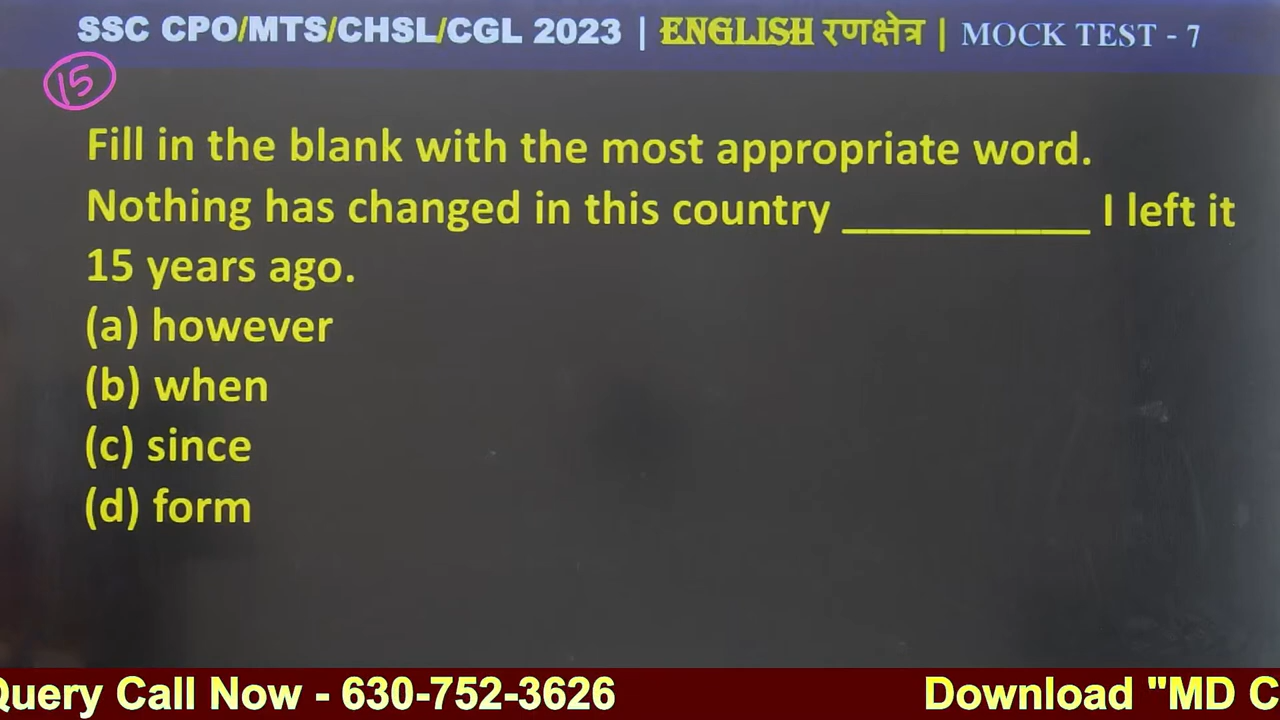 SSC CPO/MTS/CHSL/CGL 2023 | ENGLISH रणक्षेत्र | MOCK TEST - 7
15
Fill in the blank with the most appropriate word.
Nothing has changed in this country __________ I left it
15 years ago.
(a) however
(b) when
(c) since
(d) form
Query Call Now - 630-752-3626 Download "MD C